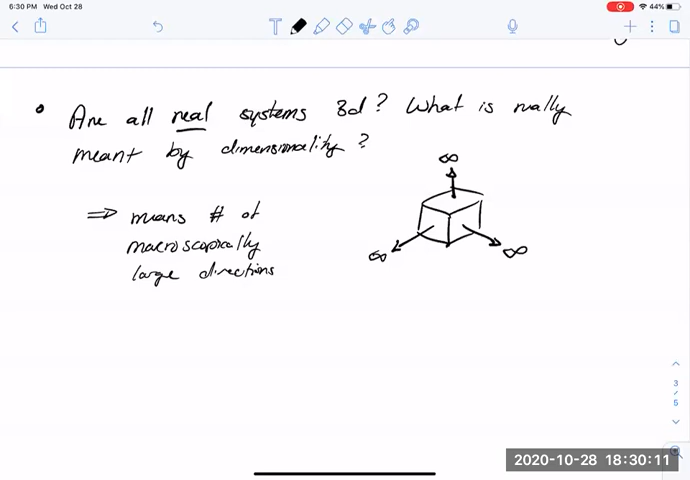 6:30 PM Wed Oct 28
44%
T
• Are all real systems 3d? What is really
meant by dimensionality?
⇒ means # of
macroscopically
large directions
∞
∞
∞
3
/
5
2020-10-28 18:30:11